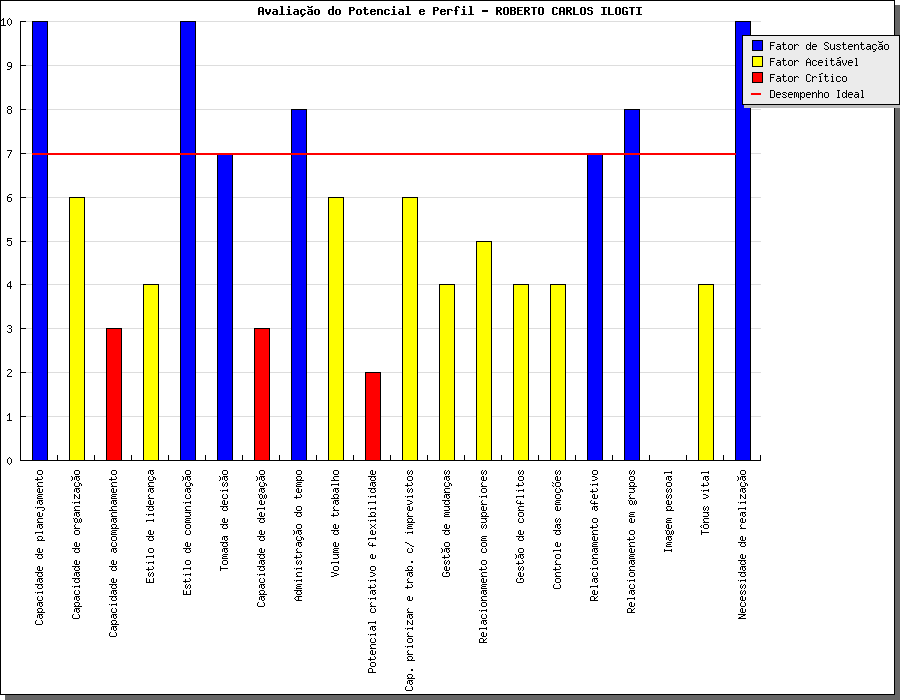 Avaliação do Potencial e Perfil - ROBERTO CARLOS ILOGTI
Fator de Sustentação
Fator Aceitável
Fator Crítico
Desempenho Ideal
10
9
8
7
6
5
4
3
2
1
0
Capacidade de planejamento
Capacidade de organização
Capacidade de acompanhamento
Estilo de liderança
Estilo de comunicação
Tomada de decisão
Capacidade de delegação
Administração do tempo
Volume de trabalho
Potencial criativo e flexibilidade
Cap. priorizar e trab. c/ imprevistos
Gestão de mudanças
Relacionamento com superiores
Gestão de conflitos
Controle das emoções
Relacionamento afetivo
Relacionamento em grupos
Imagem pessoal
Tônus vital
Necessidade de realização